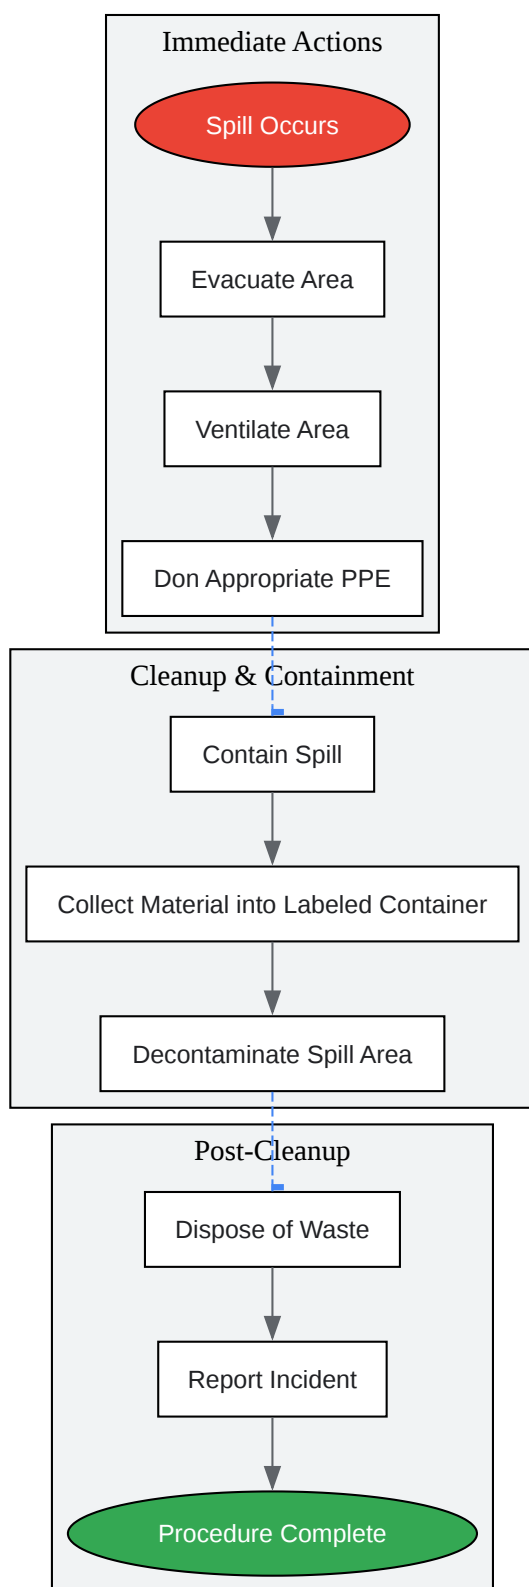 Immediate Actions
Spill Occurs
Evacuate Area
Ventilate Area
Don Appropriate PPE
Cleanup & Containment
Contain Spill
Collect Material into Labeled Container
Decontaminate Spill Area
Post-Cleanup
Dispose of Waste
Report Incident
Procedure Complete